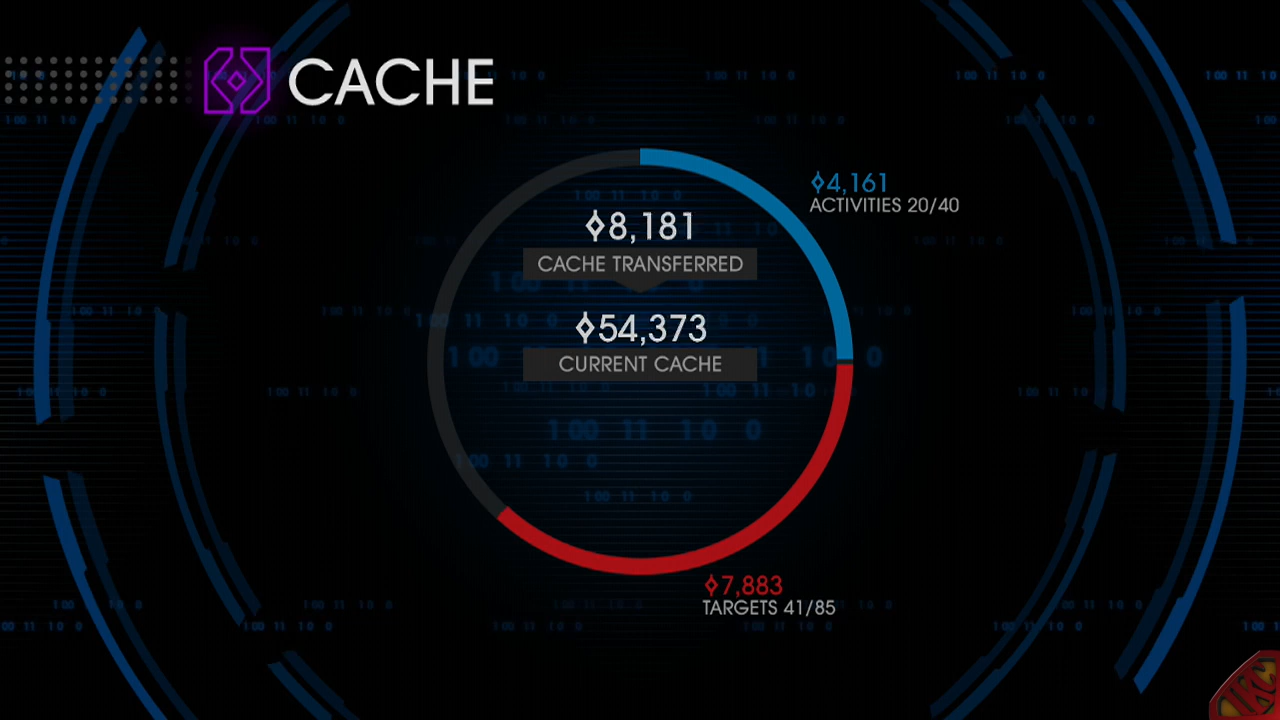 CACHE
4,161
ACTIVITIES 20/40
8,181
CACHE TRANSFERRED
54,373
CURRENT CACHE
7,883
TARGETS 41/85